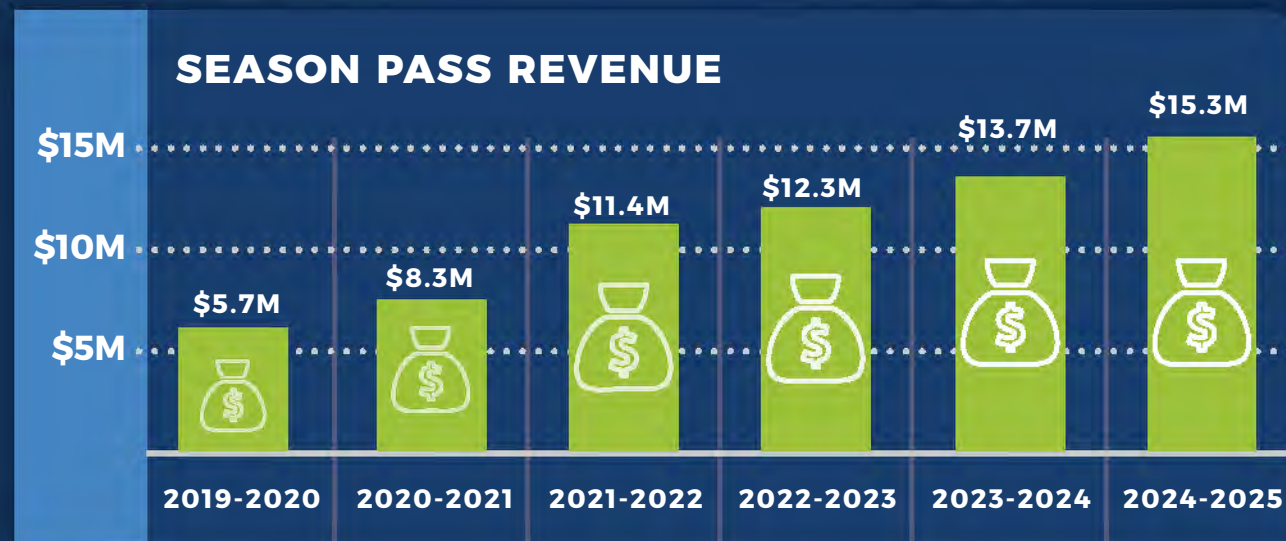 SEASON PASS REVENUE
$15M
$10M
$5M
$5.7M
$8.3M
$11.4M
$12.3M
$13.7M
$15.3M
$
$
$
$
$
$
2019-2020
2020-2021
2021-2022
2022-2023
2023-2024
2024-2025